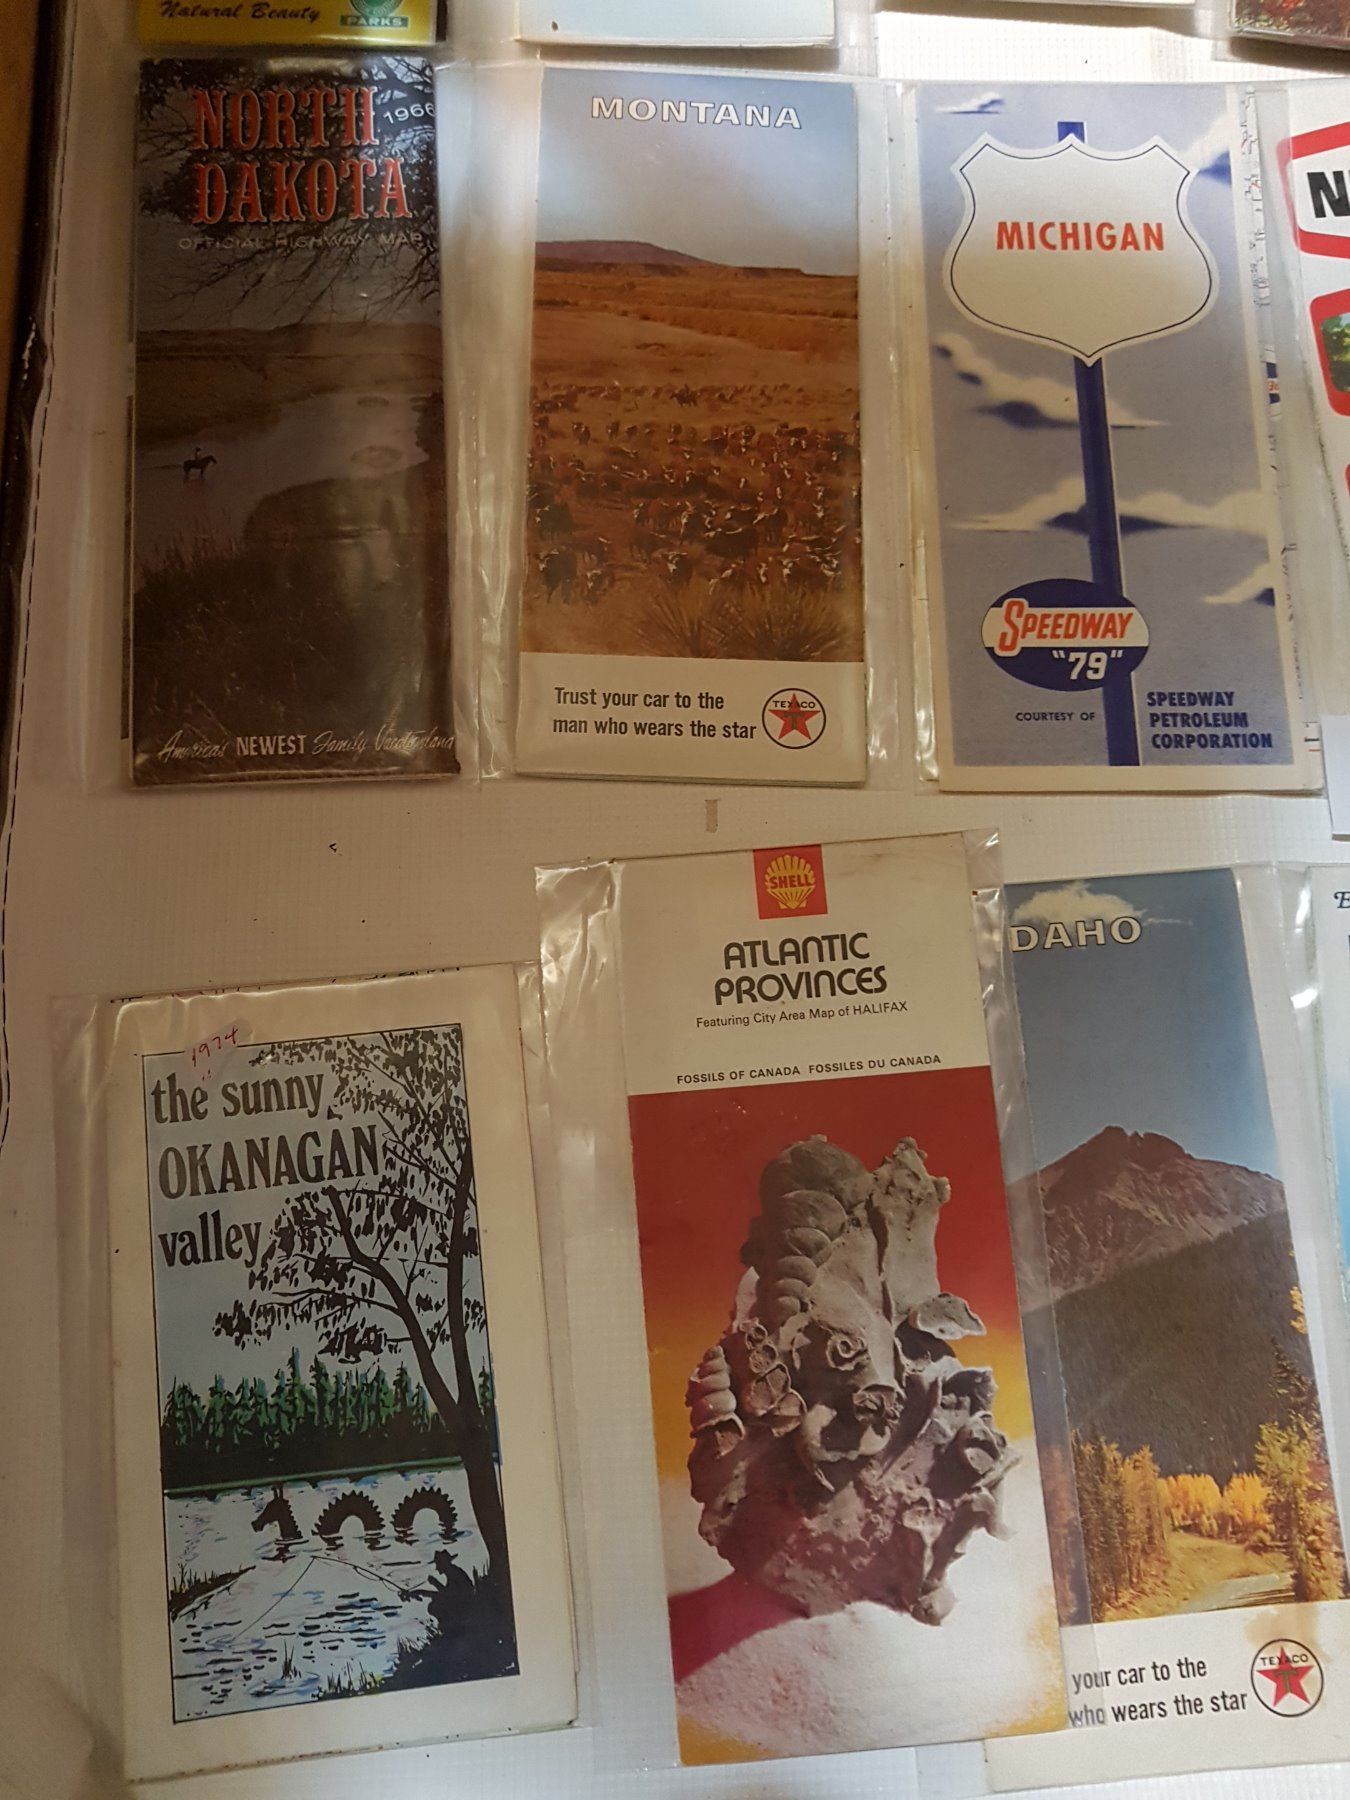 Natural Beauty
PARKS
NORTH
1966
DAKOTA
OFFICIAL HIGHWAY MAP
America's NEWEST Family Vacationland
MONTANA
Trust your car to the
man who wears the star
TEXACO
T
MICHIGAN
SPEEDWAY
"79"
COURTESY OF
SPEEDWAY
PETROLEUM
CORPORATION
N
1974
the sunny
OKANAGAN
valley
SHELL
ATLANTIC
PROVINCES
Featuring City Area Map of HALIFAX
FOSSILS OF CANADA FOSSILES DU CANADA
DAHO
your car to the
who wears the star
TEXACO
T